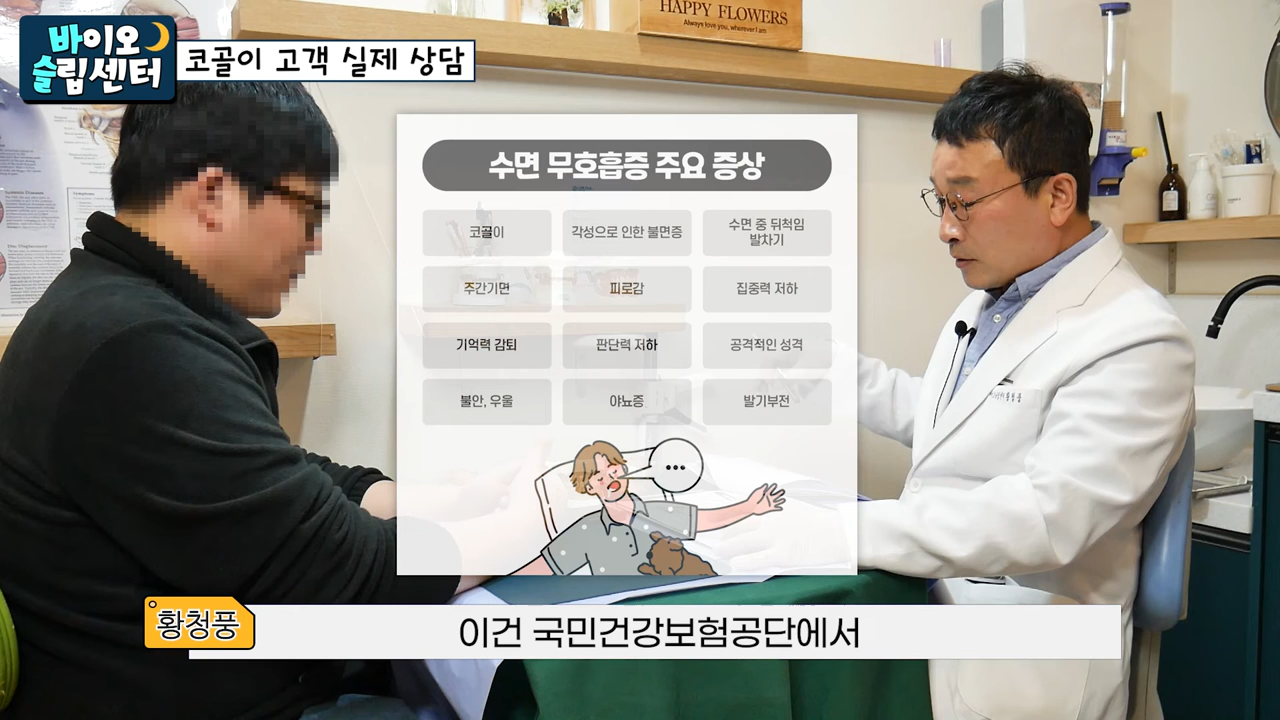 HAPPY FLOWERS
Always love you, wherever I am
바이오
슬립센터
코골이 고객 실제 상담
수면 무호흡증 주요 증상
코골이
각성으로 인한 불면증
수면 중 뒤척임
발차기
주간기면
피로감
집중력 저하
기억력 감퇴
판단력 저하
공격적인 성격
불안, 우울
야뇨증
발기부전
...
황청풍
이건 국민건강보험공단에서